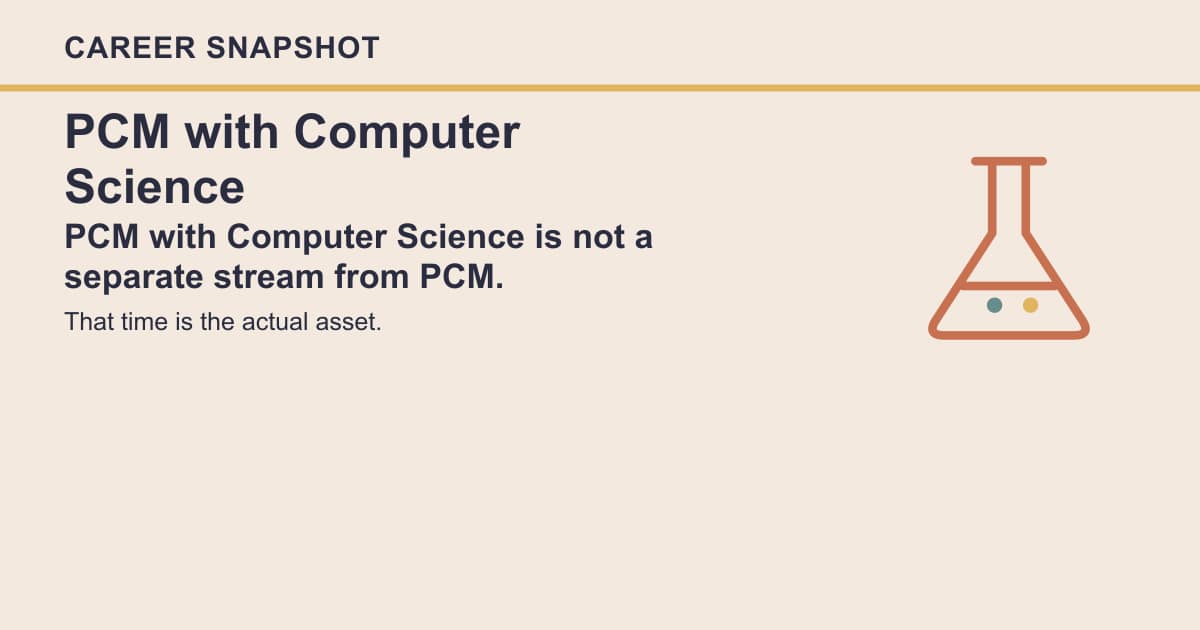 CAREER SNAPSHOT
PCM with Computer
Science
PCM with Computer Science is not a
separate stream from PCM.
That time is the actual asset.